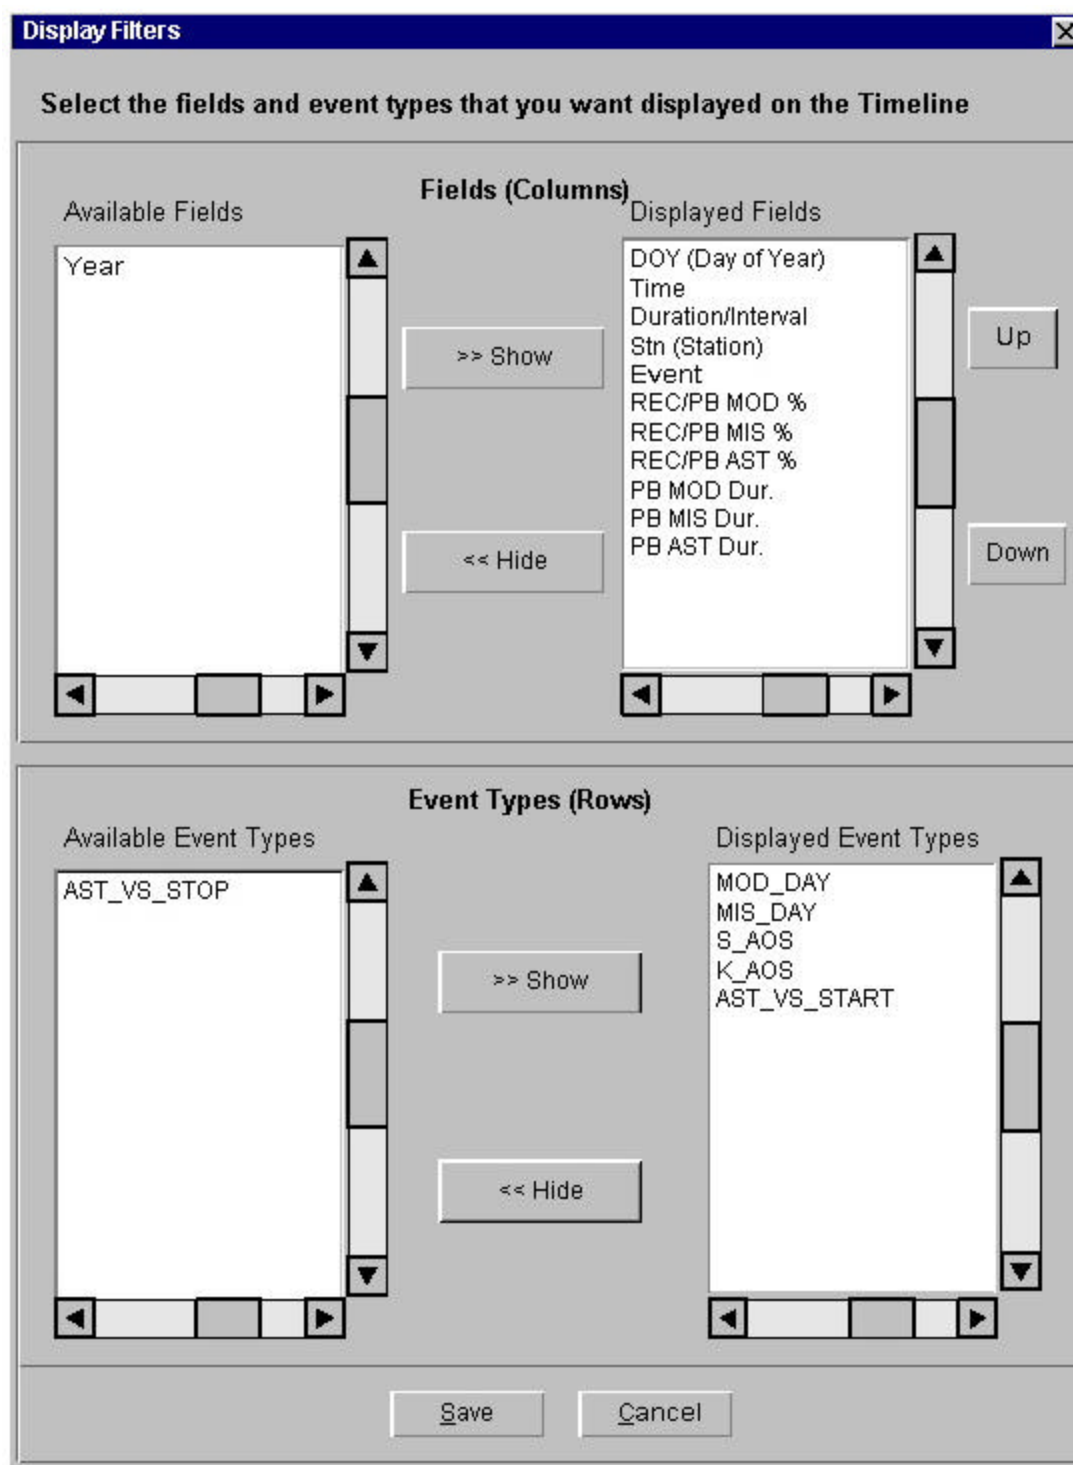 Display Filters
Select the fields and event types that you want displayed on the Timeline
Fields (Columns)
Available Fields
Displayed Fields
Year
DOY (Day of Year)
Time
Duration/Interval
Stn (Station)
Event
REC/PB MOD %
REC/PB MIS %
REC/PB AST %
PB MOD Dur.
PB MIS Dur.
PB AST Dur.
>> Show
<< Hide
Up
Down
Event Types (Rows)
Available Event Types
Displayed Event Types
AST_VS_STOP
MOD_DAY
MIS_DAY
S_AOS
K_AOS
AST_VS_START
>> Show
<< Hide
Save
Cancel